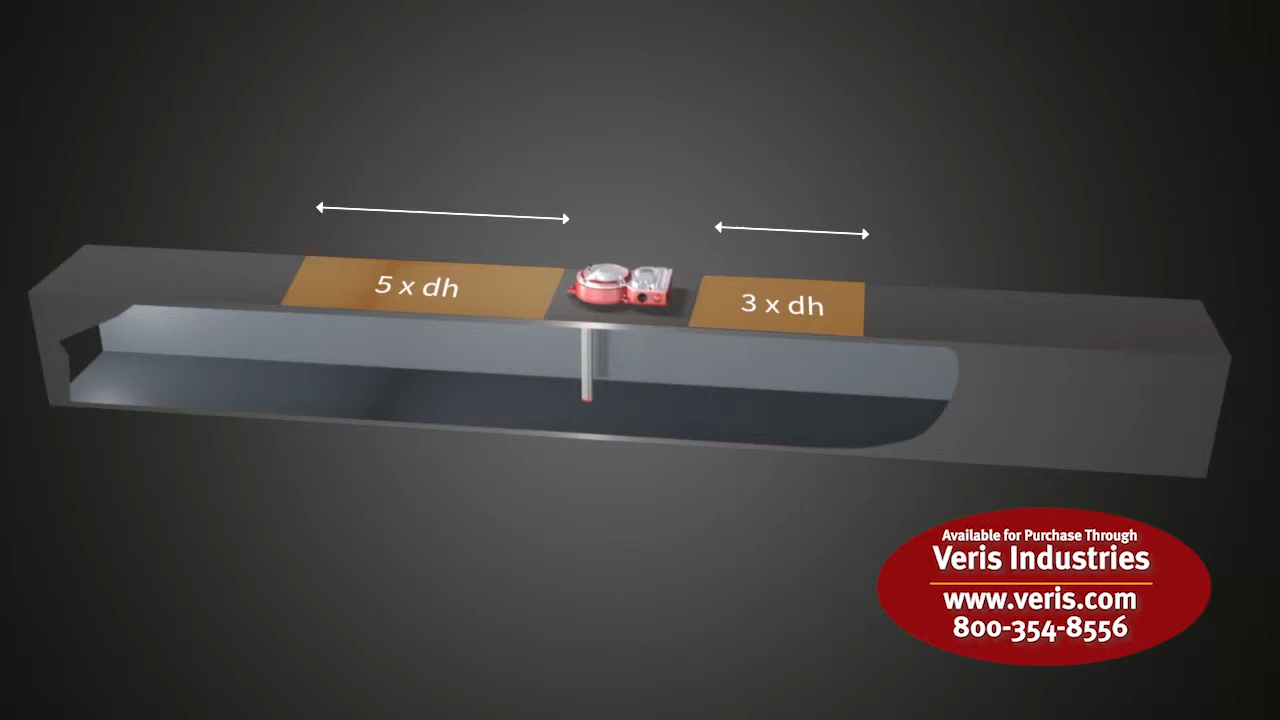 5 x dh
3 x dh
Available for Purchase Through
Veris Industries
www.veris.com
800-354-8556